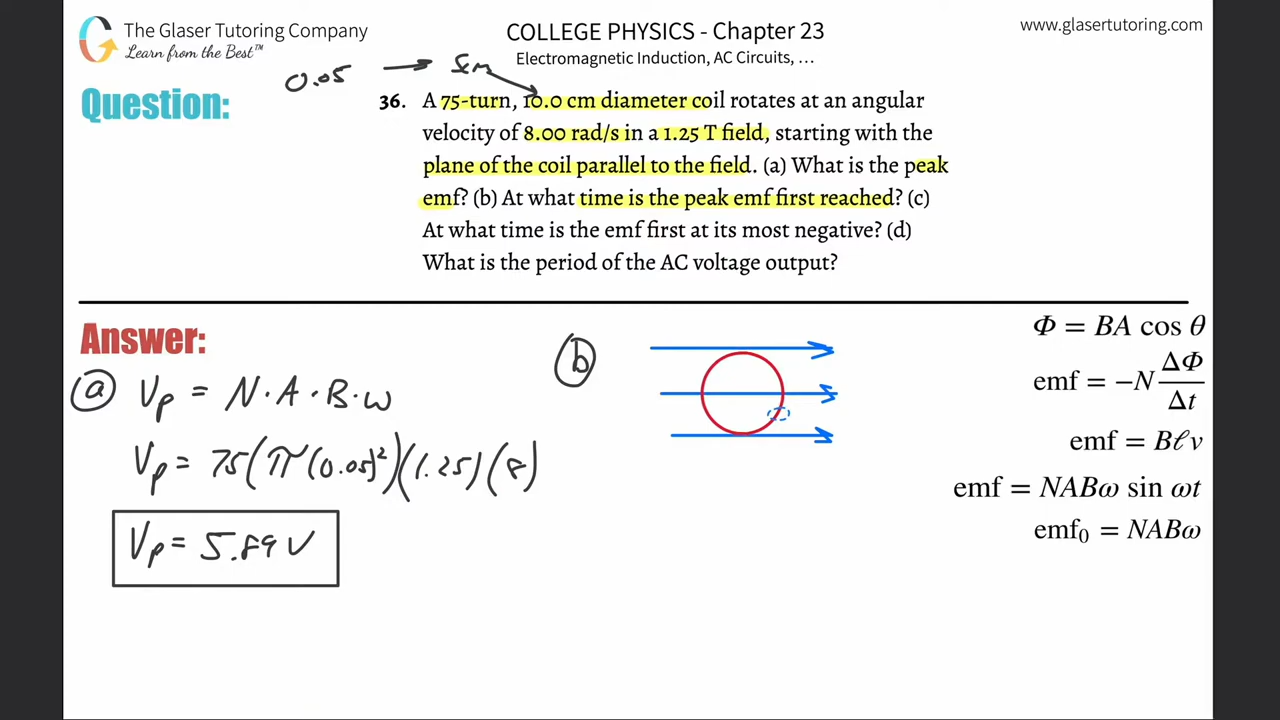 The Glaser Tutoring Company
Learn from the Best™
COLLEGE PHYSICS - Chapter 23
Electromagnetic Induction, AC Circuits, …
www.glasertutoring.com
0.05 → 5cm
Question:
36. A 75-turn, 10.0 cm diameter coil rotates at an angular
velocity of 8.00 rad/s in a 1.25 T field, starting with the
plane of the coil parallel to the field. (a) What is the peak
emf? (b) At what time is the peak emf first reached? (c)
At what time is the emf first at its most negative? (d)
What is the period of the AC voltage output?
Answer:
(a) Vp = N·A·B·ω
Vp = 75(π(0.05)²)(1.25)(8)
Vp = 5.89 V
(b)
Φ = BA cos θ
emf = −N ΔΦ/Δt
emf = Bℓv
emf = NABω sin ωt
emf₀ = NABω